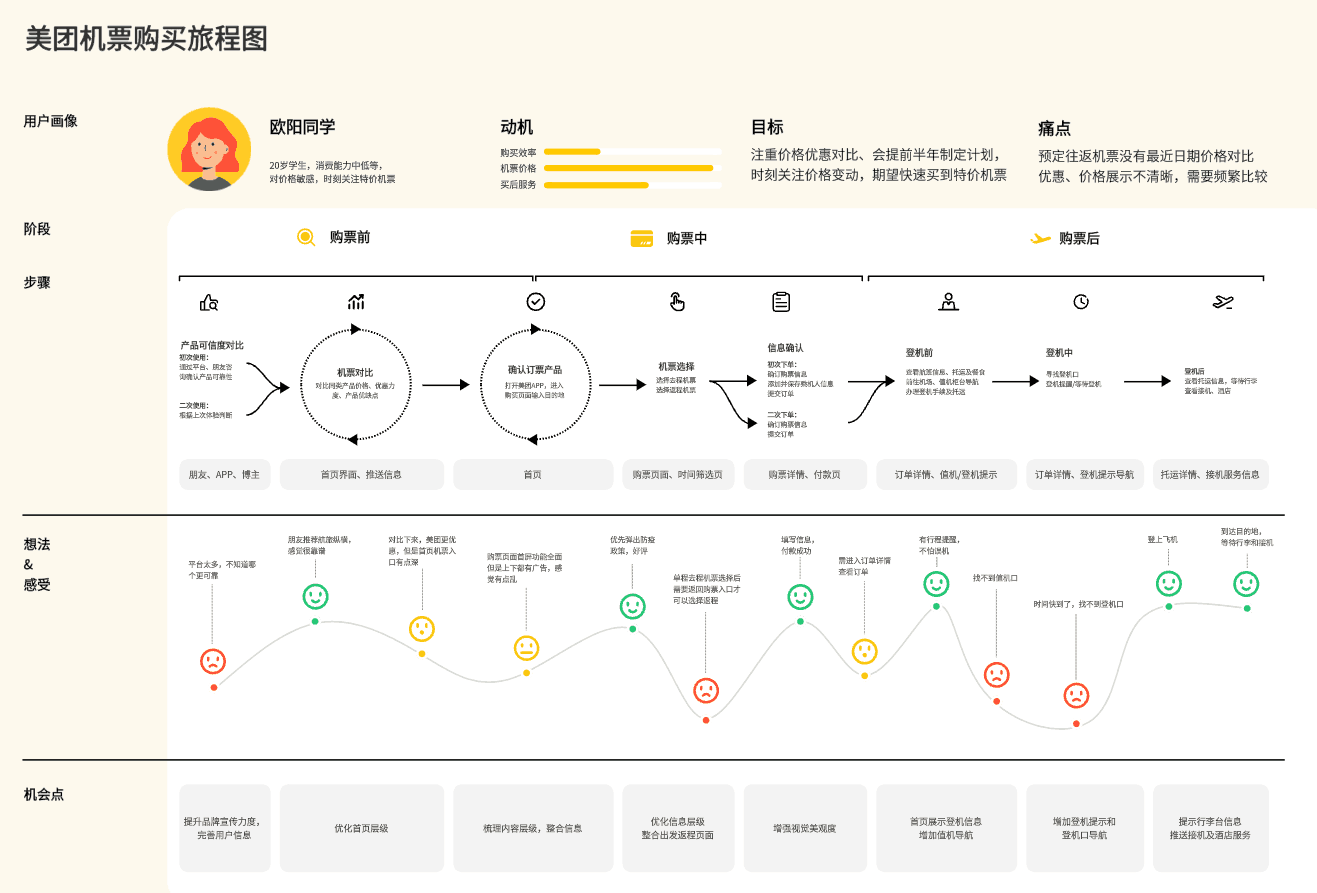 美团机票购买旅程图
用户画像
欧阳同学
20岁学生，消费能力中低等，
对价格敏感，时刻关注特价机票
动机
购买效率
机票价格
买后服务
目标
注重价格优惠对比、会提前半年制定计划，
时刻关注价格变动，期望快速买到特价机票
痛点
预定往返机票没有最近日期价格对比
优惠、价格展示不清晰，需要频繁比较
阶段
购票前
购票中
购票后
步骤
产品可信度对比
初次使用：
通过平台、朋友咨
询确认产品可靠性
二次使用：
根据上次体验判断
机票对比
对比同类产品价格、优惠力
度、产品优缺点
确认订票产品
打开美团APP，进入
购买页面输入目的地
机票选择
选择去程机票
选择返程机票
信息确认
初次下单：
确订购票信息
添加并保存购机人信息
提交订单
二次下单：
确订购票信息
提交订单
登机前
查看航班信息、托运及餐食
前往机场、值机柜台导航
办理登机手续及托运
登机中
寻找登机口
登机提醒/等待登机
登机后
查看托运信息，等待行李
查看接机、酒店
朋友、APP、博主
首页界面、推送信息
首页
购票页面、时间筛选页
购票详情、付款页
订单详情、值机/登机提示
订单详情、登机提示导航
托运详情、接机服务信息
想法
&
感受
平台太多，不知道哪
个更可靠
朋友推荐航旅纵横，
感觉很靠谱
对比下来，美团更优
惠，但是首页机票入
口有点深
购票页面首屏功能全面
但是上下都有广告，感
觉有点乱
优先弹出防疫
政策，好评
单程去程机票选择后
需要返回购票入口才
可以选择返程
填写信息，
付款成功
需进入订单详情
查看订单
有行程提醒，
不怕误机
找不到值机口
时间快到了，找不到登机口
登上飞机
到达目的地，
等待行李和接机
机会点
提升品牌宣传力度，
完善用户信息
优化首页层级
梳理内容层级，整合信息
优化信息层级
整合出发返程页面
增强视觉美观度
首页展示登机信息
增加值机导航
增加登机提示和
登机口导航
提示行李台信息
推送接机及酒店服务